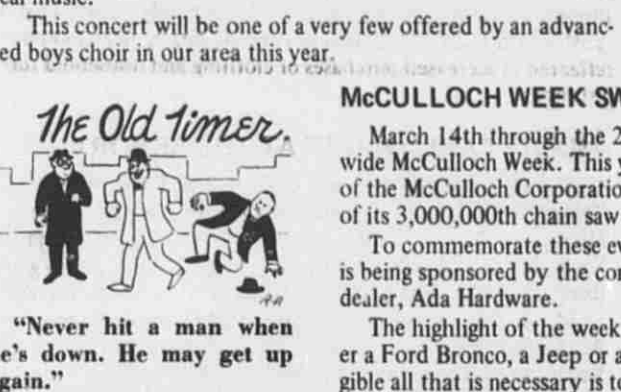 This concert will be one of a very few offered by an advanc-
ed boys choir in our area this year.
The Old Timer.
"Never hit a man when
e's down. He may get up
gain."
McCULLOCH WEEK SW
March 14th through the 2
wide McCulloch Week. This y
of the McCulloch Corporatio
of its 3,000,000th chain saw
To commemorate these ev
is being sponsored by the cor
dealer, Ada Hardware.
The highlight of the week
er a Ford Bronco, a Jeep or a
gible all that is necessary is to